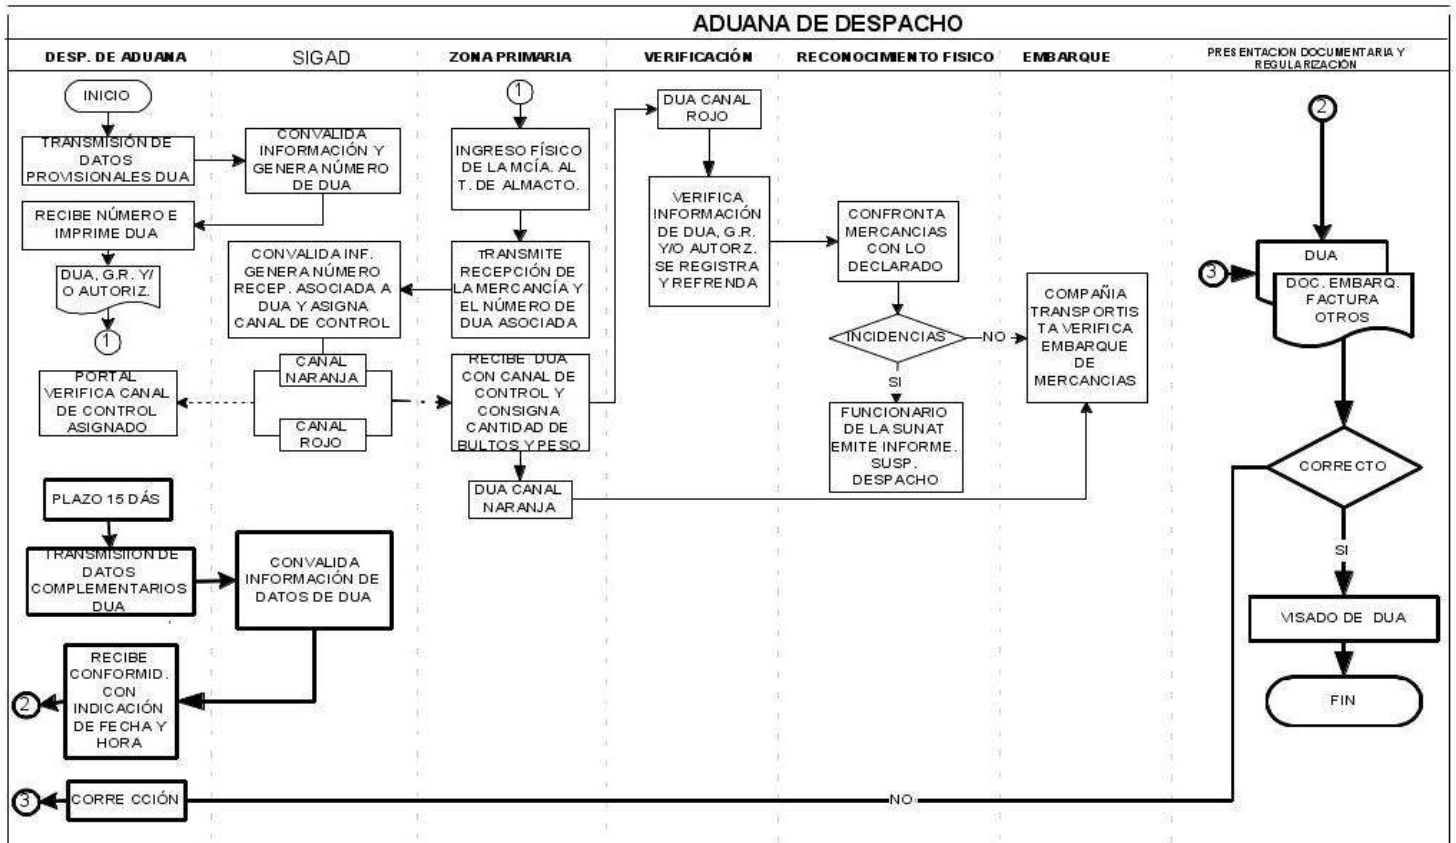 ADUANA DE DESPACHO
DESP. DE ADUANA
SIGAD
ZONA PRIMARIA
VERIFICACIÓN
RECONOCIMIENTO FISICO
EMBARQUE
PRESENTACION DOCUMENTARIA Y
REGULARIZACIÓN
INICIO
TRANSMISIÓN DE
DATOS
PROVISIONALES DUA
RECIBE NÚMERO E
IMPRIME DUA
DUA, G.R. Y/
O AUTORIZ.
1
PORTAL
VERIFICA CANAL
DE CONTROL
ASIGNADO
PLAZO 15 DÁS
TRANSMISIION DE
DATOS
COMPLEMENTARIOS
DUA
RECIBE
CONFORMID.
CON
INDICACIÓN
DE FECHA Y
HORA
2
CORRE CCIÓN
3
CONVALIDA
INFORMACIÓN Y
GENERA NÚMERO
DE DUA
CONVALIDA INF.
GENERA NÚMERO
RECEP. ASOCIADA A
DUA Y ASIGNA
CANAL DE CONTROL
CANAL
NARANJA
CANAL
ROJO
CONVALIDA
INFORMACIÓN DE
DATOS DE DUA
1
INGRESO FÍSICO
DE LA MCÍA. AL
T. DE ALMACTO.
TRANSMITE
RECEPCIÓN DE
LA MERCANCÍA Y
EL NÚMERO DE
DUA ASOCIADA
RECIBE DUA
CON CANAL DE
CONTROL Y
CONSIGNA
CANTIDAD DE
BULTOS Y PESO
DUA CANAL
NARANJA
DUA CANAL
ROJO
VERIFICA
INFORMACIÓN
DE DUA, G.R.
Y/O AUTORZ.
SE REGISTRA
Y REFRENDA
CONFRONTA
MERCANCIAS
CON LO
DECLARADO
INCIDENCIAS
NO
SI
FUNCIONARIO
DE LA SUNAT
EMITE INFORME.
SUSP.
DESPACHO
COMPAÑIA
TRANSPORTIS
TA VERIFICA
EMBARQUE
DE
MERCANCIAS
2
3
DUA
DOC. EMBARQ.
FACTURA
OTROS
CORRECTO
SI
VISADO DE DUA
FIN
NO